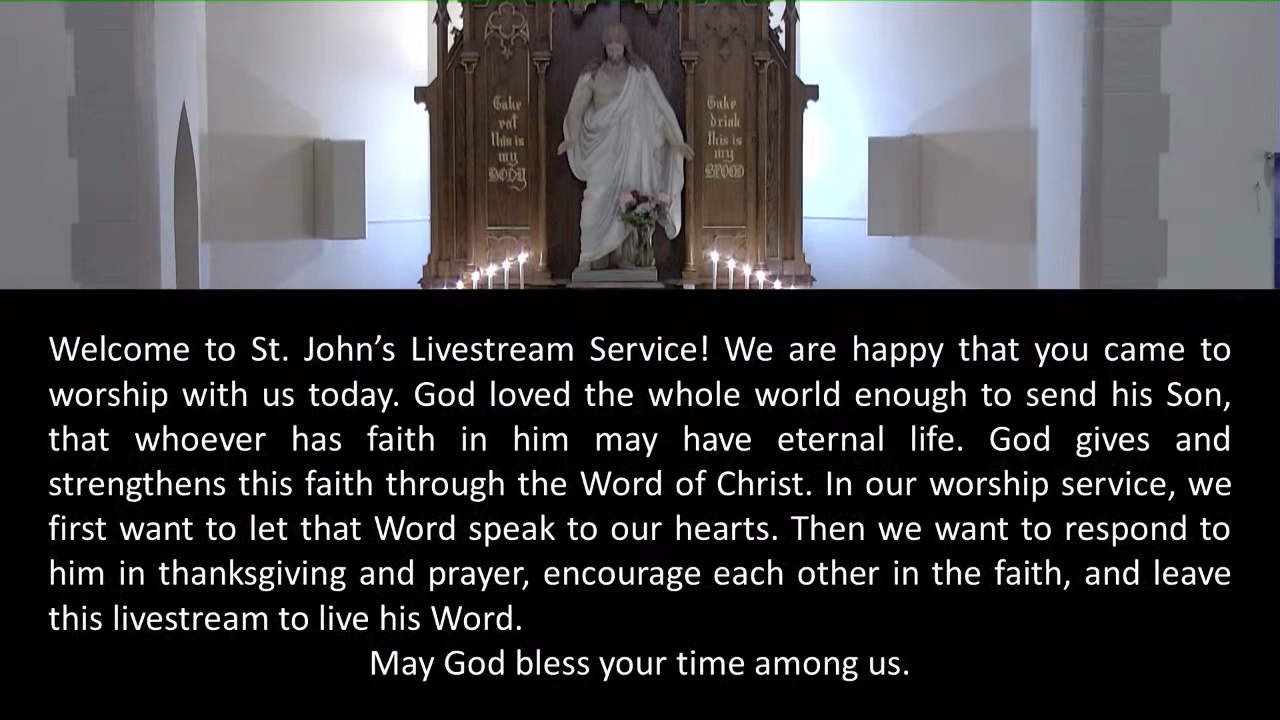 Take
eat
this is
my
BODY
Take
drink
this is
my
BLOOD
Welcome to St. John’s Livestream Service! We are happy that you came to
worship with us today. God loved the whole world enough to send his Son,
that whoever has faith in him may have eternal life. God gives and
strengthens this faith through the Word of Christ. In our worship service, we
first want to let that Word speak to our hearts. Then we want to respond to
him in thanksgiving and prayer, encourage each other in the faith, and leave
this livestream to live his Word.
May God bless your time among us.